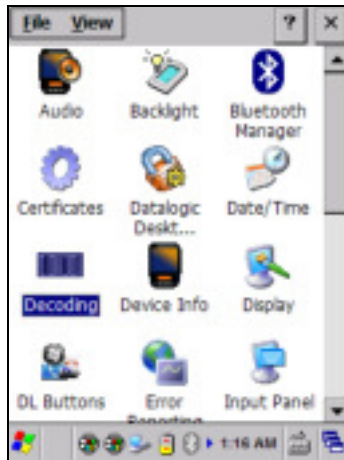 File View ? ×
Audio Backlight Bluetooth
Manager
Certificates Datalogic Date/Time
Deskt...
Decoding Device Info Display
DL Buttons Error Input Panel
Reporting
1:16 AM